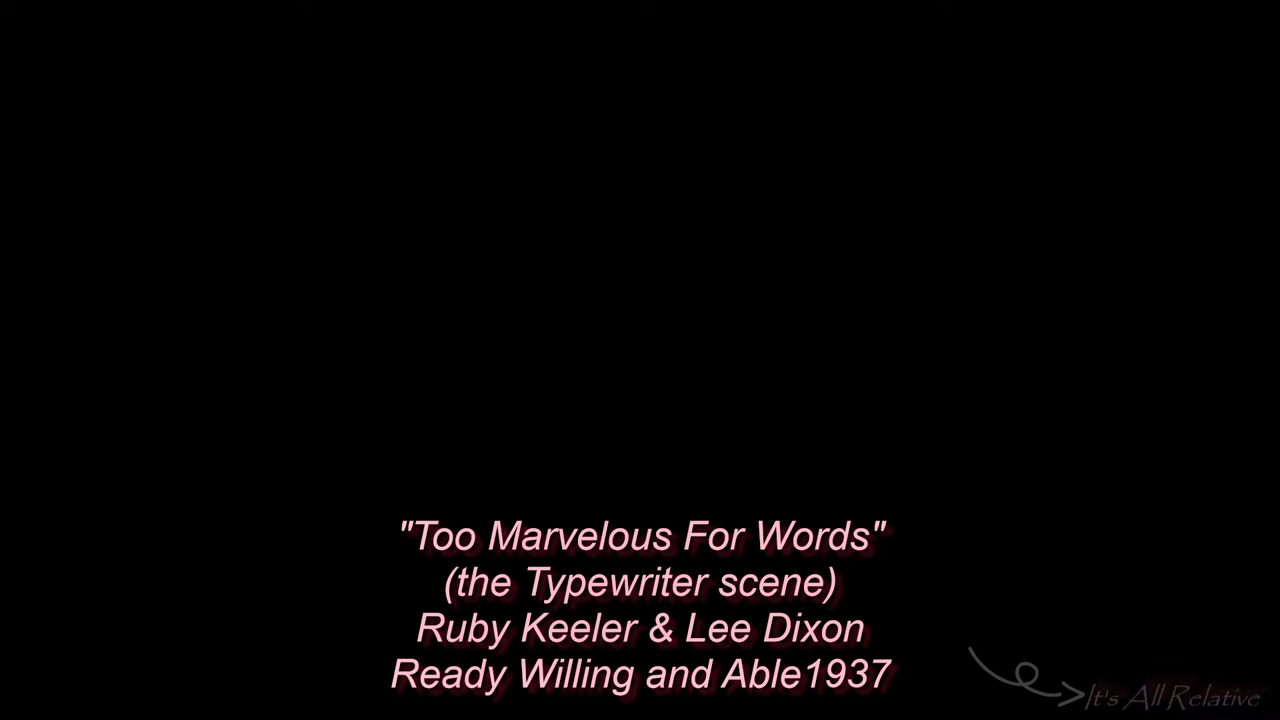 "Too Marvelous For Words"
(the Typewriter scene)
Ruby Keeler & Lee Dixon
Ready Willing and Able1937
It's All Relative